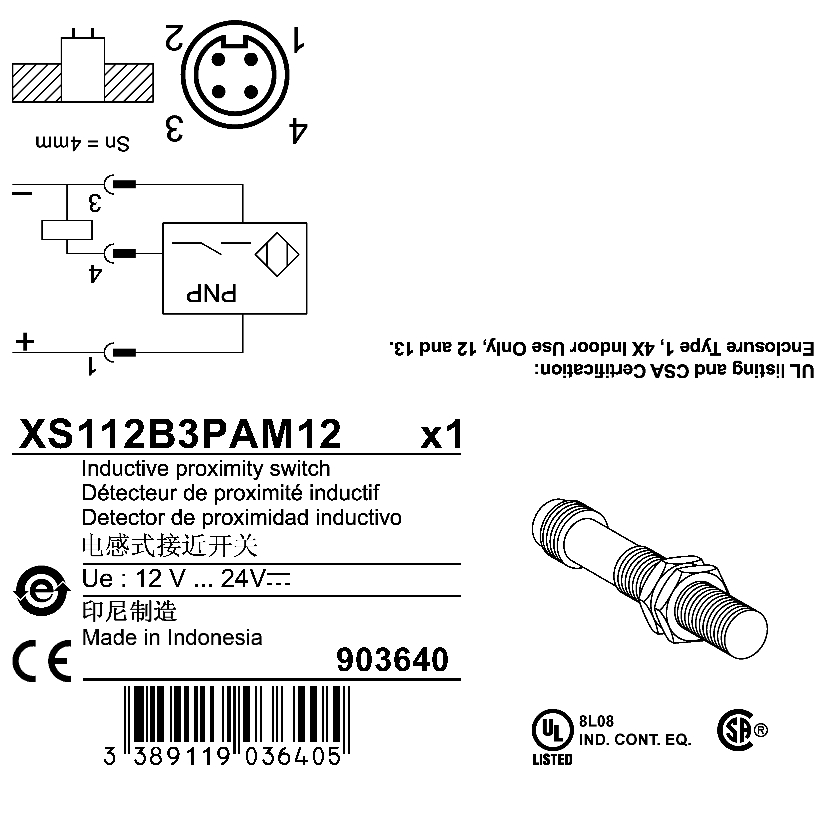 2
1
3
4
Sn = 4mm
–
3
4
PNP
+
1
UL listing and CSA Certification:
Enclosure Type 1, 4X Indoor Use Only, 12 and 13.
XS112B3PAM12 x1
Inductive proximity switch
Détecteur de proximité inductif
Detector de proximidad inductivo
电感式接近开关
Ue : 12 V ... 24V
印尼制造
Made in Indonesia
e
CE
903640
3 389119 036405
UL
LISTED
8L08
IND. CONT. EQ.
SA ®